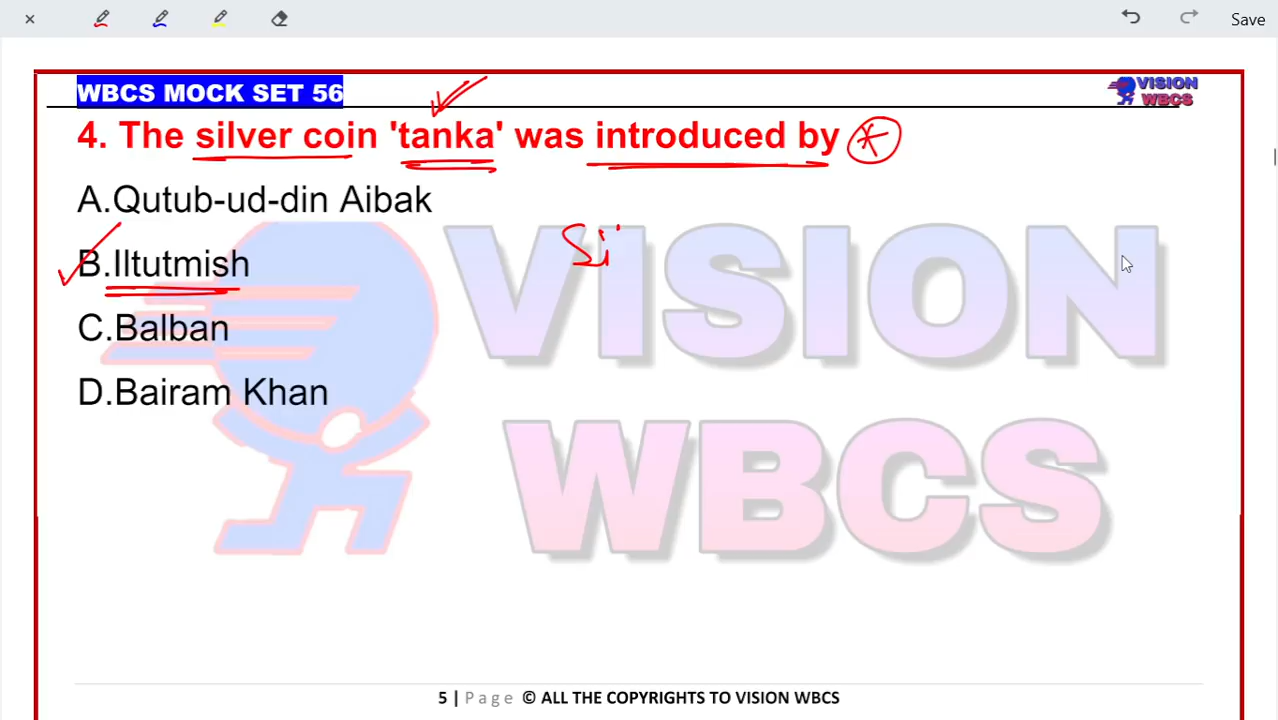 Save
WBCS MOCK SET 56
VISION
WBCS
4. The silver coin 'tanka' was introduced by
A.Qutub-ud-din Aibak
B.Iltutmish
C.Balban
D.Bairam Khan
Si
VISION
WBCS
5 | Page © ALL THE COPYRIGHTS TO VISION WBCS